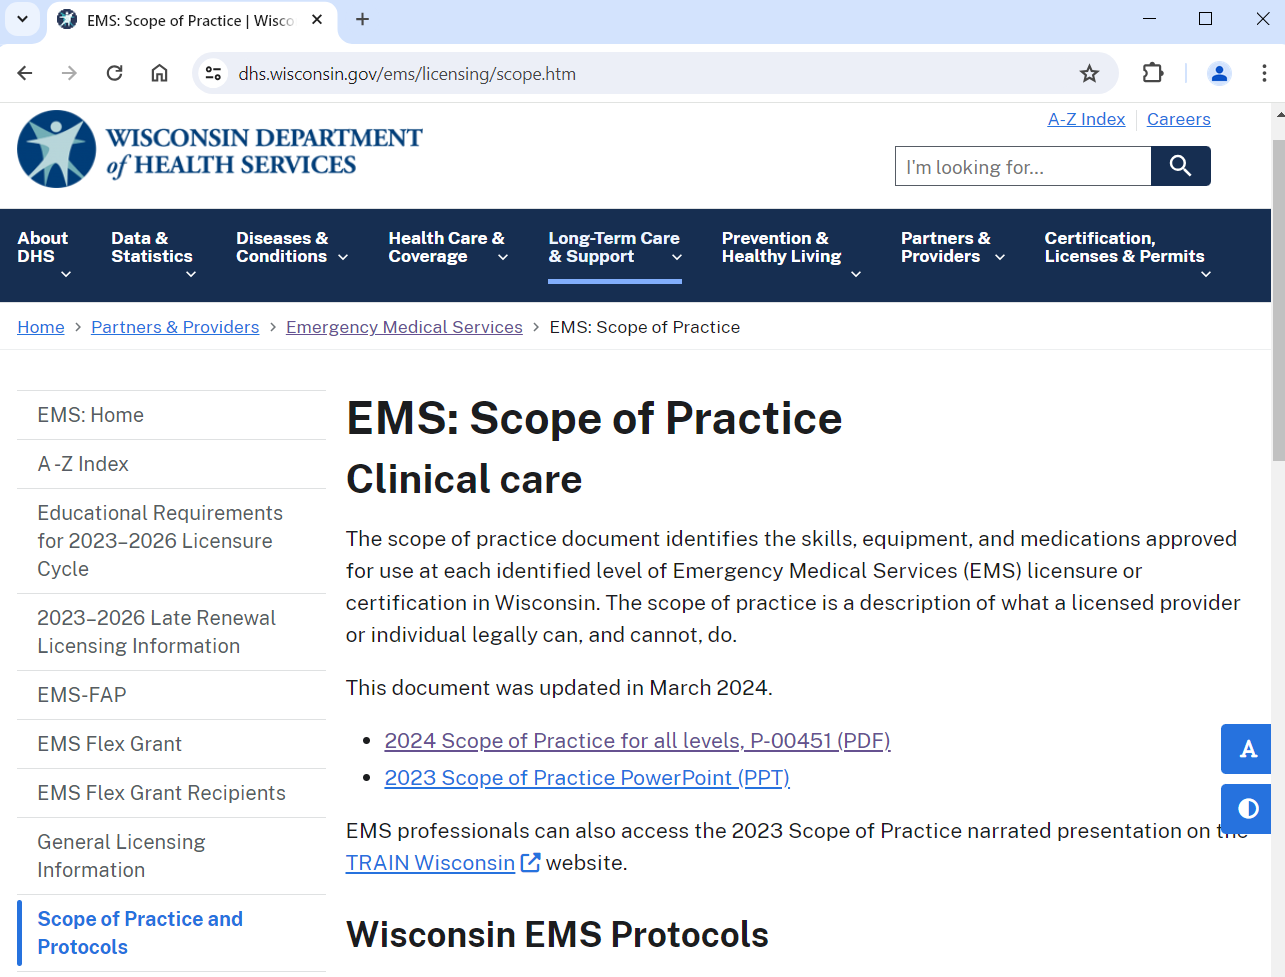 EMS: Scope of Practice | Wisco
dhs.wisconsin.gov/ems/licensing/scope.htm
A-Z Index
Careers
WISCONSIN DEPARTMENT
of HEALTH SERVICES
I'm looking for...
About
DHS
Data &
Statistics
Diseases &
Conditions
Health Care &
Coverage
Long-Term Care
& Support
Prevention &
Healthy Living
Partners &
Providers
Certification,
Licenses & Permits
Home > Partners & Providers > Emergency Medical Services > EMS: Scope of Practice
EMS: Home
A -Z Index
Educational Requirements
for 2023–2026 Licensure
Cycle
2023–2026 Late Renewal
Licensing Information
EMS-FAP
EMS Flex Grant
EMS Flex Grant Recipients
General Licensing
Information
Scope of Practice and
Protocols
EMS: Scope of Practice
Clinical care
The scope of practice document identifies the skills, equipment, and medications approved
for use at each identified level of Emergency Medical Services (EMS) licensure or
certification in Wisconsin. The scope of practice is a description of what a licensed provider
or individual legally can, and cannot, do.
This document was updated in March 2024.
• 2024 Scope of Practice for all levels, P-00451 (PDF)
• 2023 Scope of Practice PowerPoint (PPT)
EMS professionals can also access the 2023 Scope of Practice narrated presentation on the
TRAIN Wisconsin website.
Wisconsin EMS Protocols
A